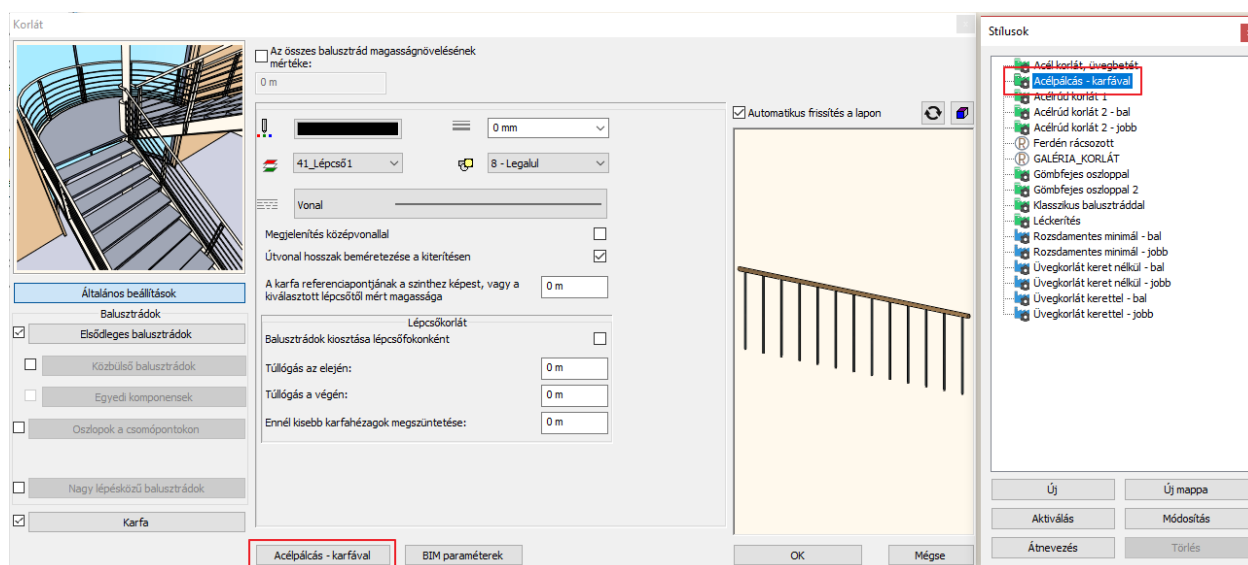 Korlát
Az összes balusztrád magasságnövelésének
mértéke:
0 m
0 mm
41_Lépcső1
8 - Legalul
Vonal
Megjelenítés középvonallal
Útvonal hosszak beméretezése a kiterítésen
A karfa referenciapontjának a szinthez képest, vagy a
kiválasztott lépcsőtől mért magassága
0 m
Lépcsőkorlát
Balusztrádok kiosztása lépcsőfokonként
Túllógás az elején:
0 m
Túllógás a végén:
0 m
Ennél kisebb karfahézagok megszüntetése:
0 m
Általános beállítások
Balusztrádok
Elsődleges balusztrádok
Közbülső balusztrádok
Egyedi komponensek
Oszlopok a csomópontokon
Nagy lépésközű balusztrádok
Karfa
Acélpálcás - karfával
BIM paraméterek
Automatikus frissítés a lapon
OK
Mégse
Stílusok
Acél korlát, üvegbetét
Acélpálcás - karfával
Acélrúd korlát 1
Acélrúd korlát 2 - bal
Acélrúd korlát 2 - jobb
Ferdén rácsozott
GALÉRIA_KORLÁT
Gömbfejes oszloppal
Gömbfejes oszloppal 2
Klasszikus balusztráddal
Léckerítés
Rozsdamentes minimál - bal
Rozsdamentes minimál - jobb
Üvegkorlát keret nélkül - bal
Üvegkorlát keret nélkül - jobb
Üvegkorlát kerettel - bal
Üvegkorlát kerettel - jobb
Új
Új mappa
Aktiválás
Módosítás
Átnevezés
Törlés